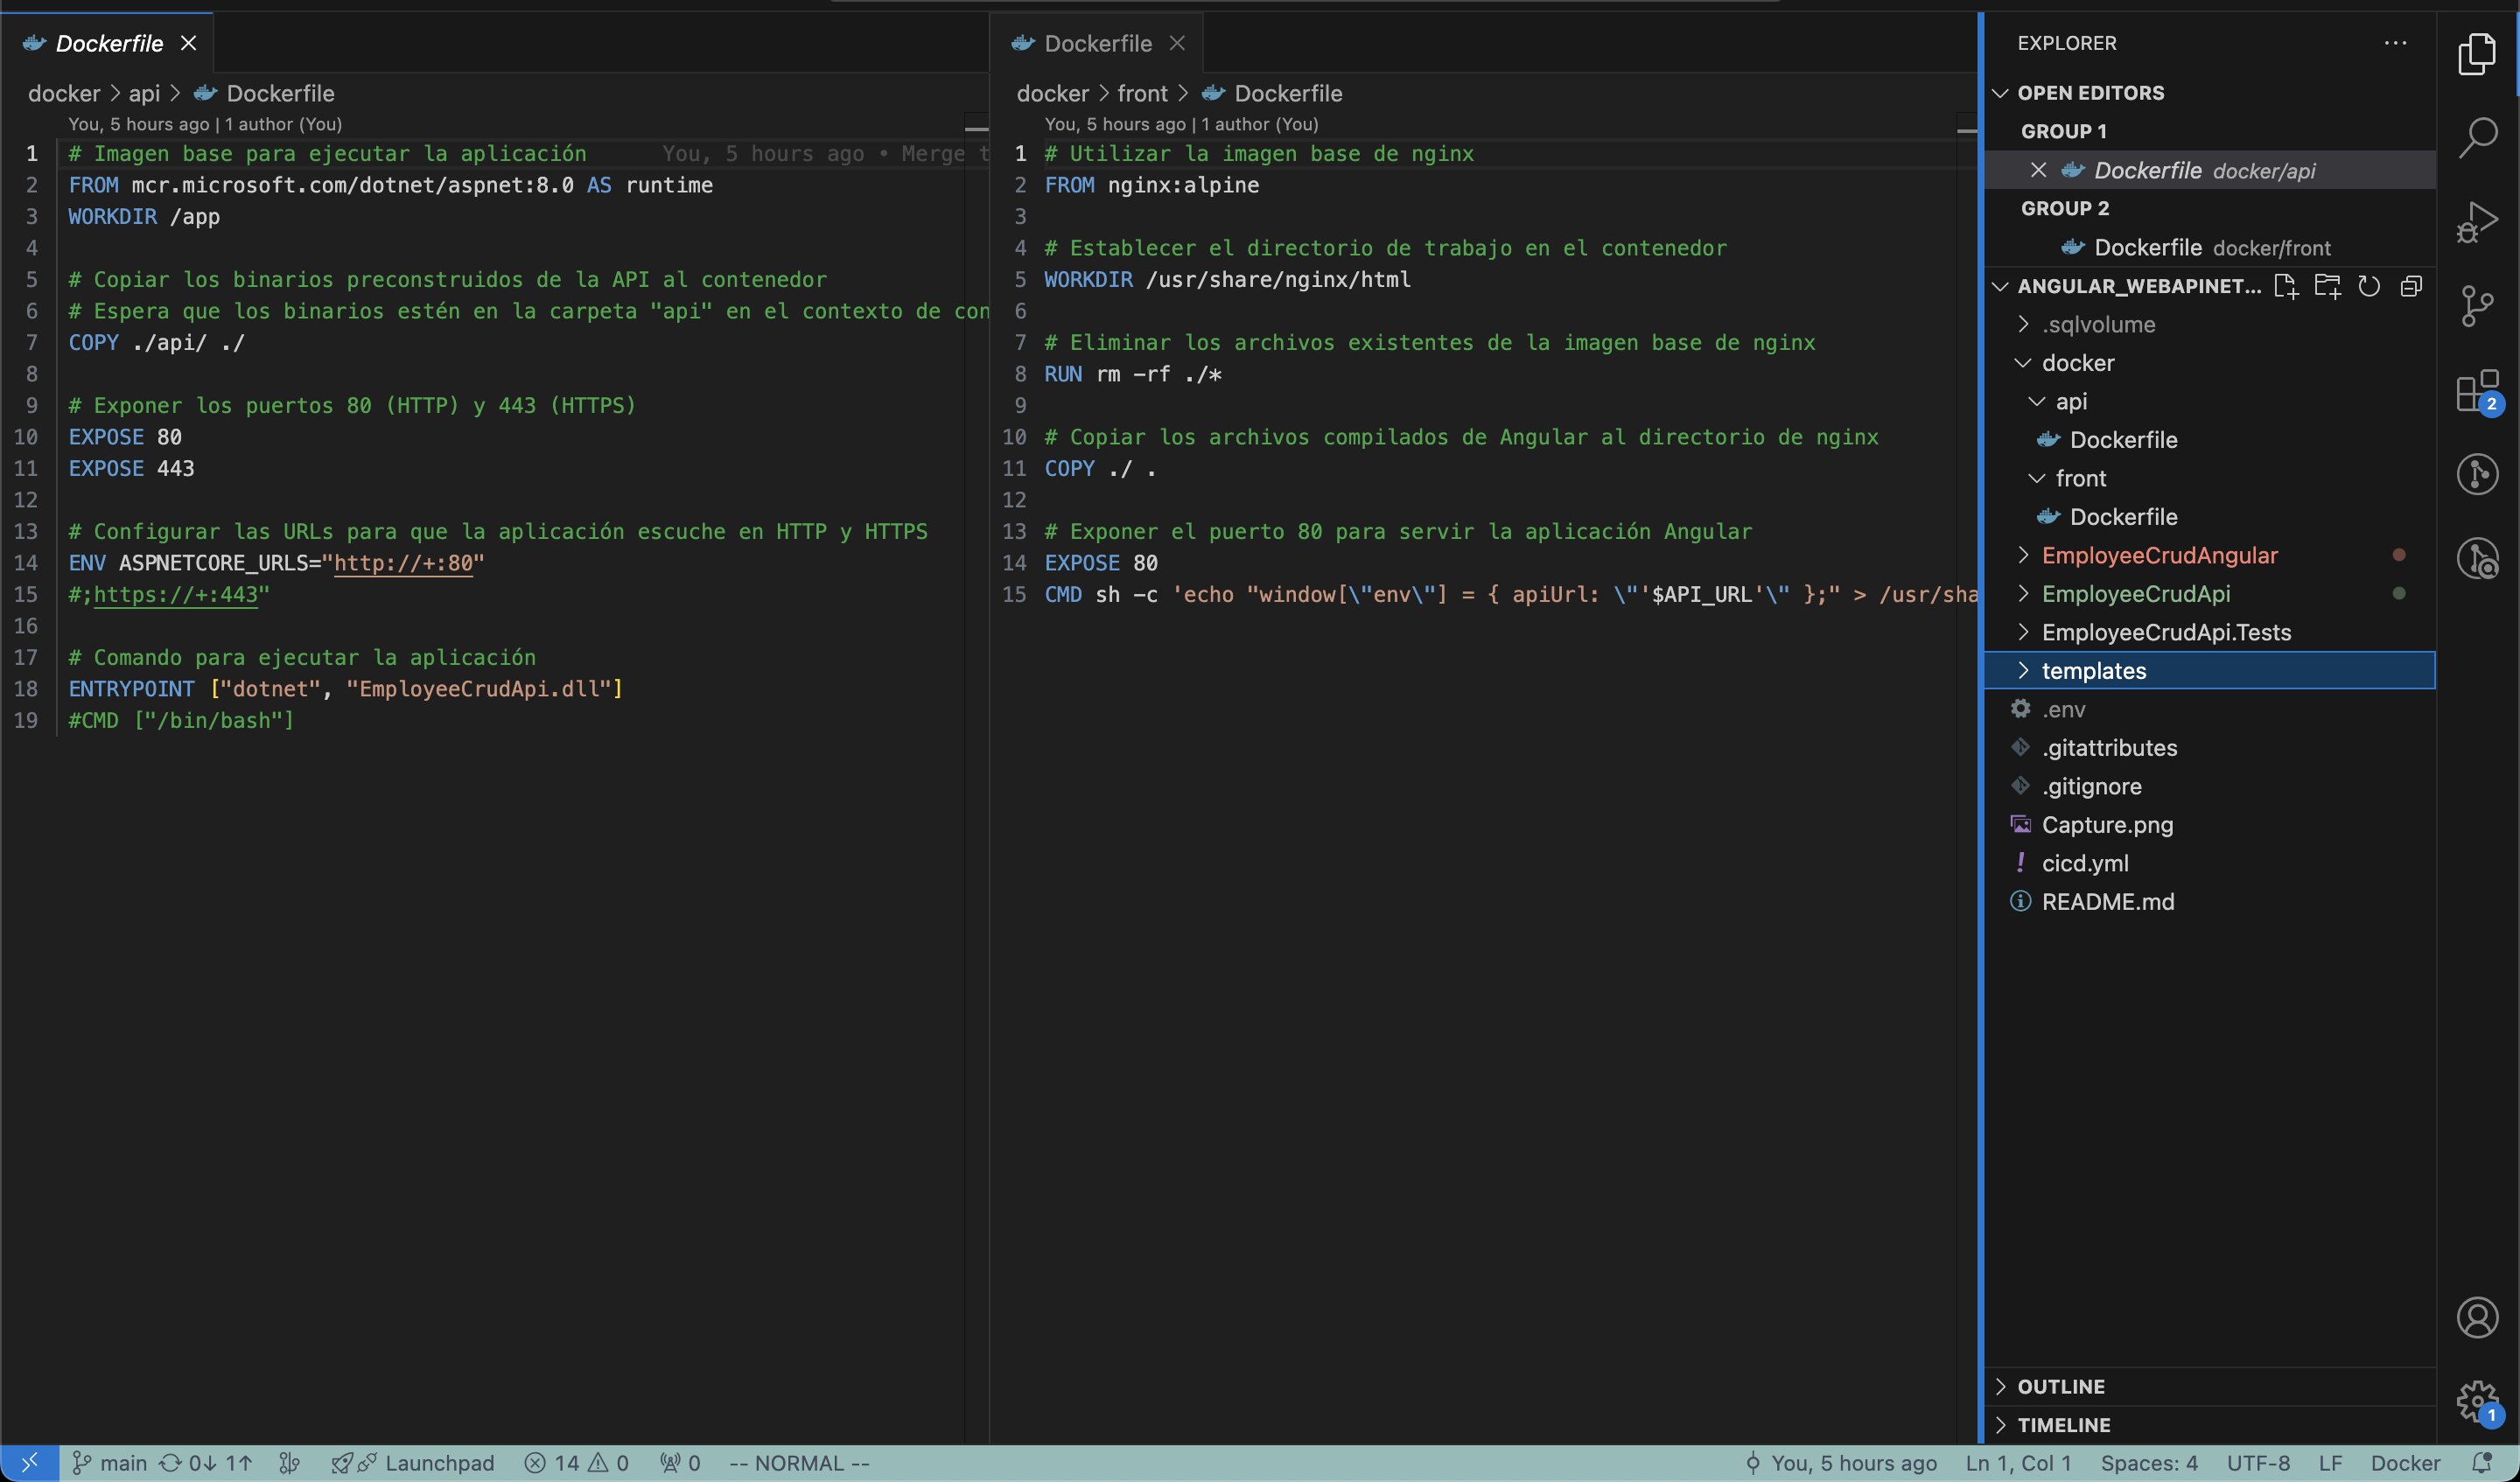 Dockerfile
docker > api > Dockerfile
You, 5 hours ago | 1 author (You)
1 # Imagen base para ejecutar la aplicación You, 5 hours ago • Merge t
2 FROM mcr.microsoft.com/dotnet/aspnet:8.0 AS runtime
3 WORKDIR /app
4
5 # Copiar los binarios preconstruidos de la API al contenedor
6 # Espera que los binarios estén en la carpeta "api" en el contexto de con
7 COPY ./api/ ./
8
9 # Exponer los puertos 80 (HTTP) y 443 (HTTPS)
10 EXPOSE 80
11 EXPOSE 443
12
13 # Configurar las URLs para que la aplicación escuche en HTTP y HTTPS
14 ENV ASPNETCORE_URLS="http://+:80"
15 #;https://+:443"
16
17 # Comando para ejecutar la aplicación
18 ENTRYPOINT ["dotnet", "EmployeeCrudApi.dll"]
19 #CMD ["/bin/bash"]
Dockerfile
docker > front > Dockerfile
You, 5 hours ago | 1 author (You)
1 # Utilizar la imagen base de nginx
2 FROM nginx:alpine
3
4 # Establecer el directorio de trabajo en el contenedor
5 WORKDIR /usr/share/nginx/html
6
7 # Eliminar los archivos existentes de la imagen base de nginx
8 RUN rm -rf ./*
9
10 # Copiar los archivos compilados de Angular al directorio de nginx
11 COPY ./ .
12
13 # Exponer el puerto 80 para servir la aplicación Angular
14 EXPOSE 80
15 CMD sh -c 'echo "window[\"env\"] = { apiUrl: \"'$API_URL'\" };" > /usr/sha
EXPLORER
OPEN EDITORS
GROUP 1
Dockerfile docker/api
GROUP 2
Dockerfile docker/front
ANGULAR_WEBAPINET...
.sqlvolume
docker
api
Dockerfile
front
Dockerfile
EmployeeCrudAngular
EmployeeCrudApi
EmployeeCrudApi.Tests
templates
.env
.gitattributes
.gitignore
Capture.png
cicd.yml
README.md
OUTLINE
TIMELINE
2
1
main 0↓ 1↑ Launchpad 14 0 0 -- NORMAL -- You, 5 hours ago Ln 1, Col 1 Spaces: 4 UTF-8 LF Docker